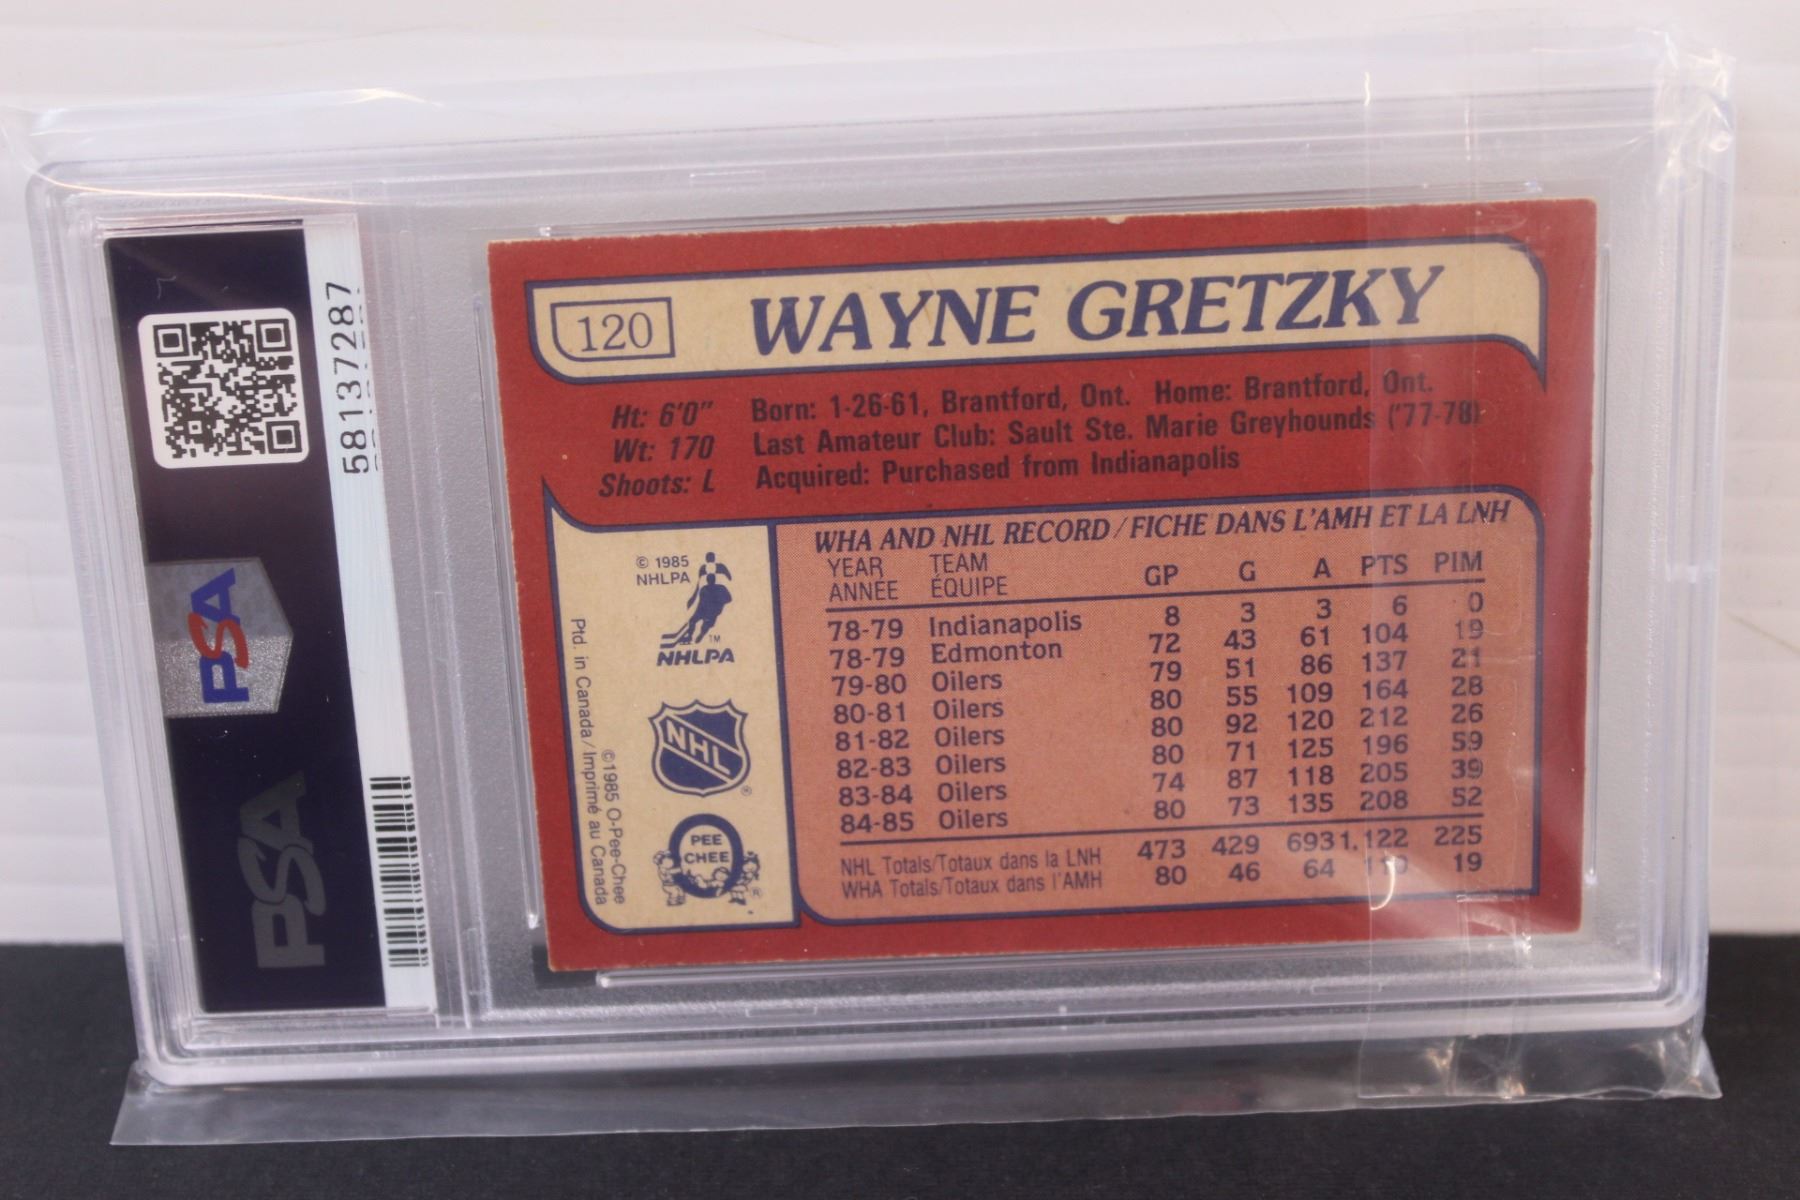 58137287
PSA
PSA
120
WAYNE GRETZKY
Ht: 6'0"
Wt: 170
Shoots: L
Born: 1-26-61, Brantford, Ont. Home: Brantford, Ont.
Last Amateur Club: Sault Ste. Marie Greyhounds ('77-78)
Acquired: Purchased from Indianapolis
© 1985
NHLPA
TM
NHLPA
NHL
®
PEE
CHEE
®
Ptd. in Canada/Imprimé au Canada
©1985 O-Pee-Chee
WHA AND NHL RECORD/FICHE DANS L'AMH ET LA LNH
YEAR TEAM
ANNÉE ÉQUIPE GP G A PTS PIM
78-79 Indianapolis 8 3 3 6 0
78-79 Edmonton 72 43 61 104 19
79-80 Oilers 79 51 86 137 21
80-81 Oilers 80 55 109 164 28
81-82 Oilers 80 92 120 212 26
82-83 Oilers 80 71 125 196 59
83-84 Oilers 74 87 118 205 39
84-85 Oilers 80 73 135 208 52
NHL Totals/Totaux dans la LNH 473 429 693 1,122 225
WHA Totals/Totaux dans l'AMH 80 46 64 110 19